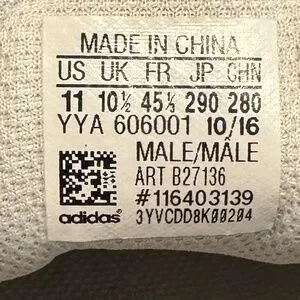 MADE IN CHINA
US UK FR JP CHN
11 10½ 45⅓ 290 280
YYA 606001 10/16
MALE/MÂLE
ART B27136
#116403139
adidas® 3YVCDD8K00204